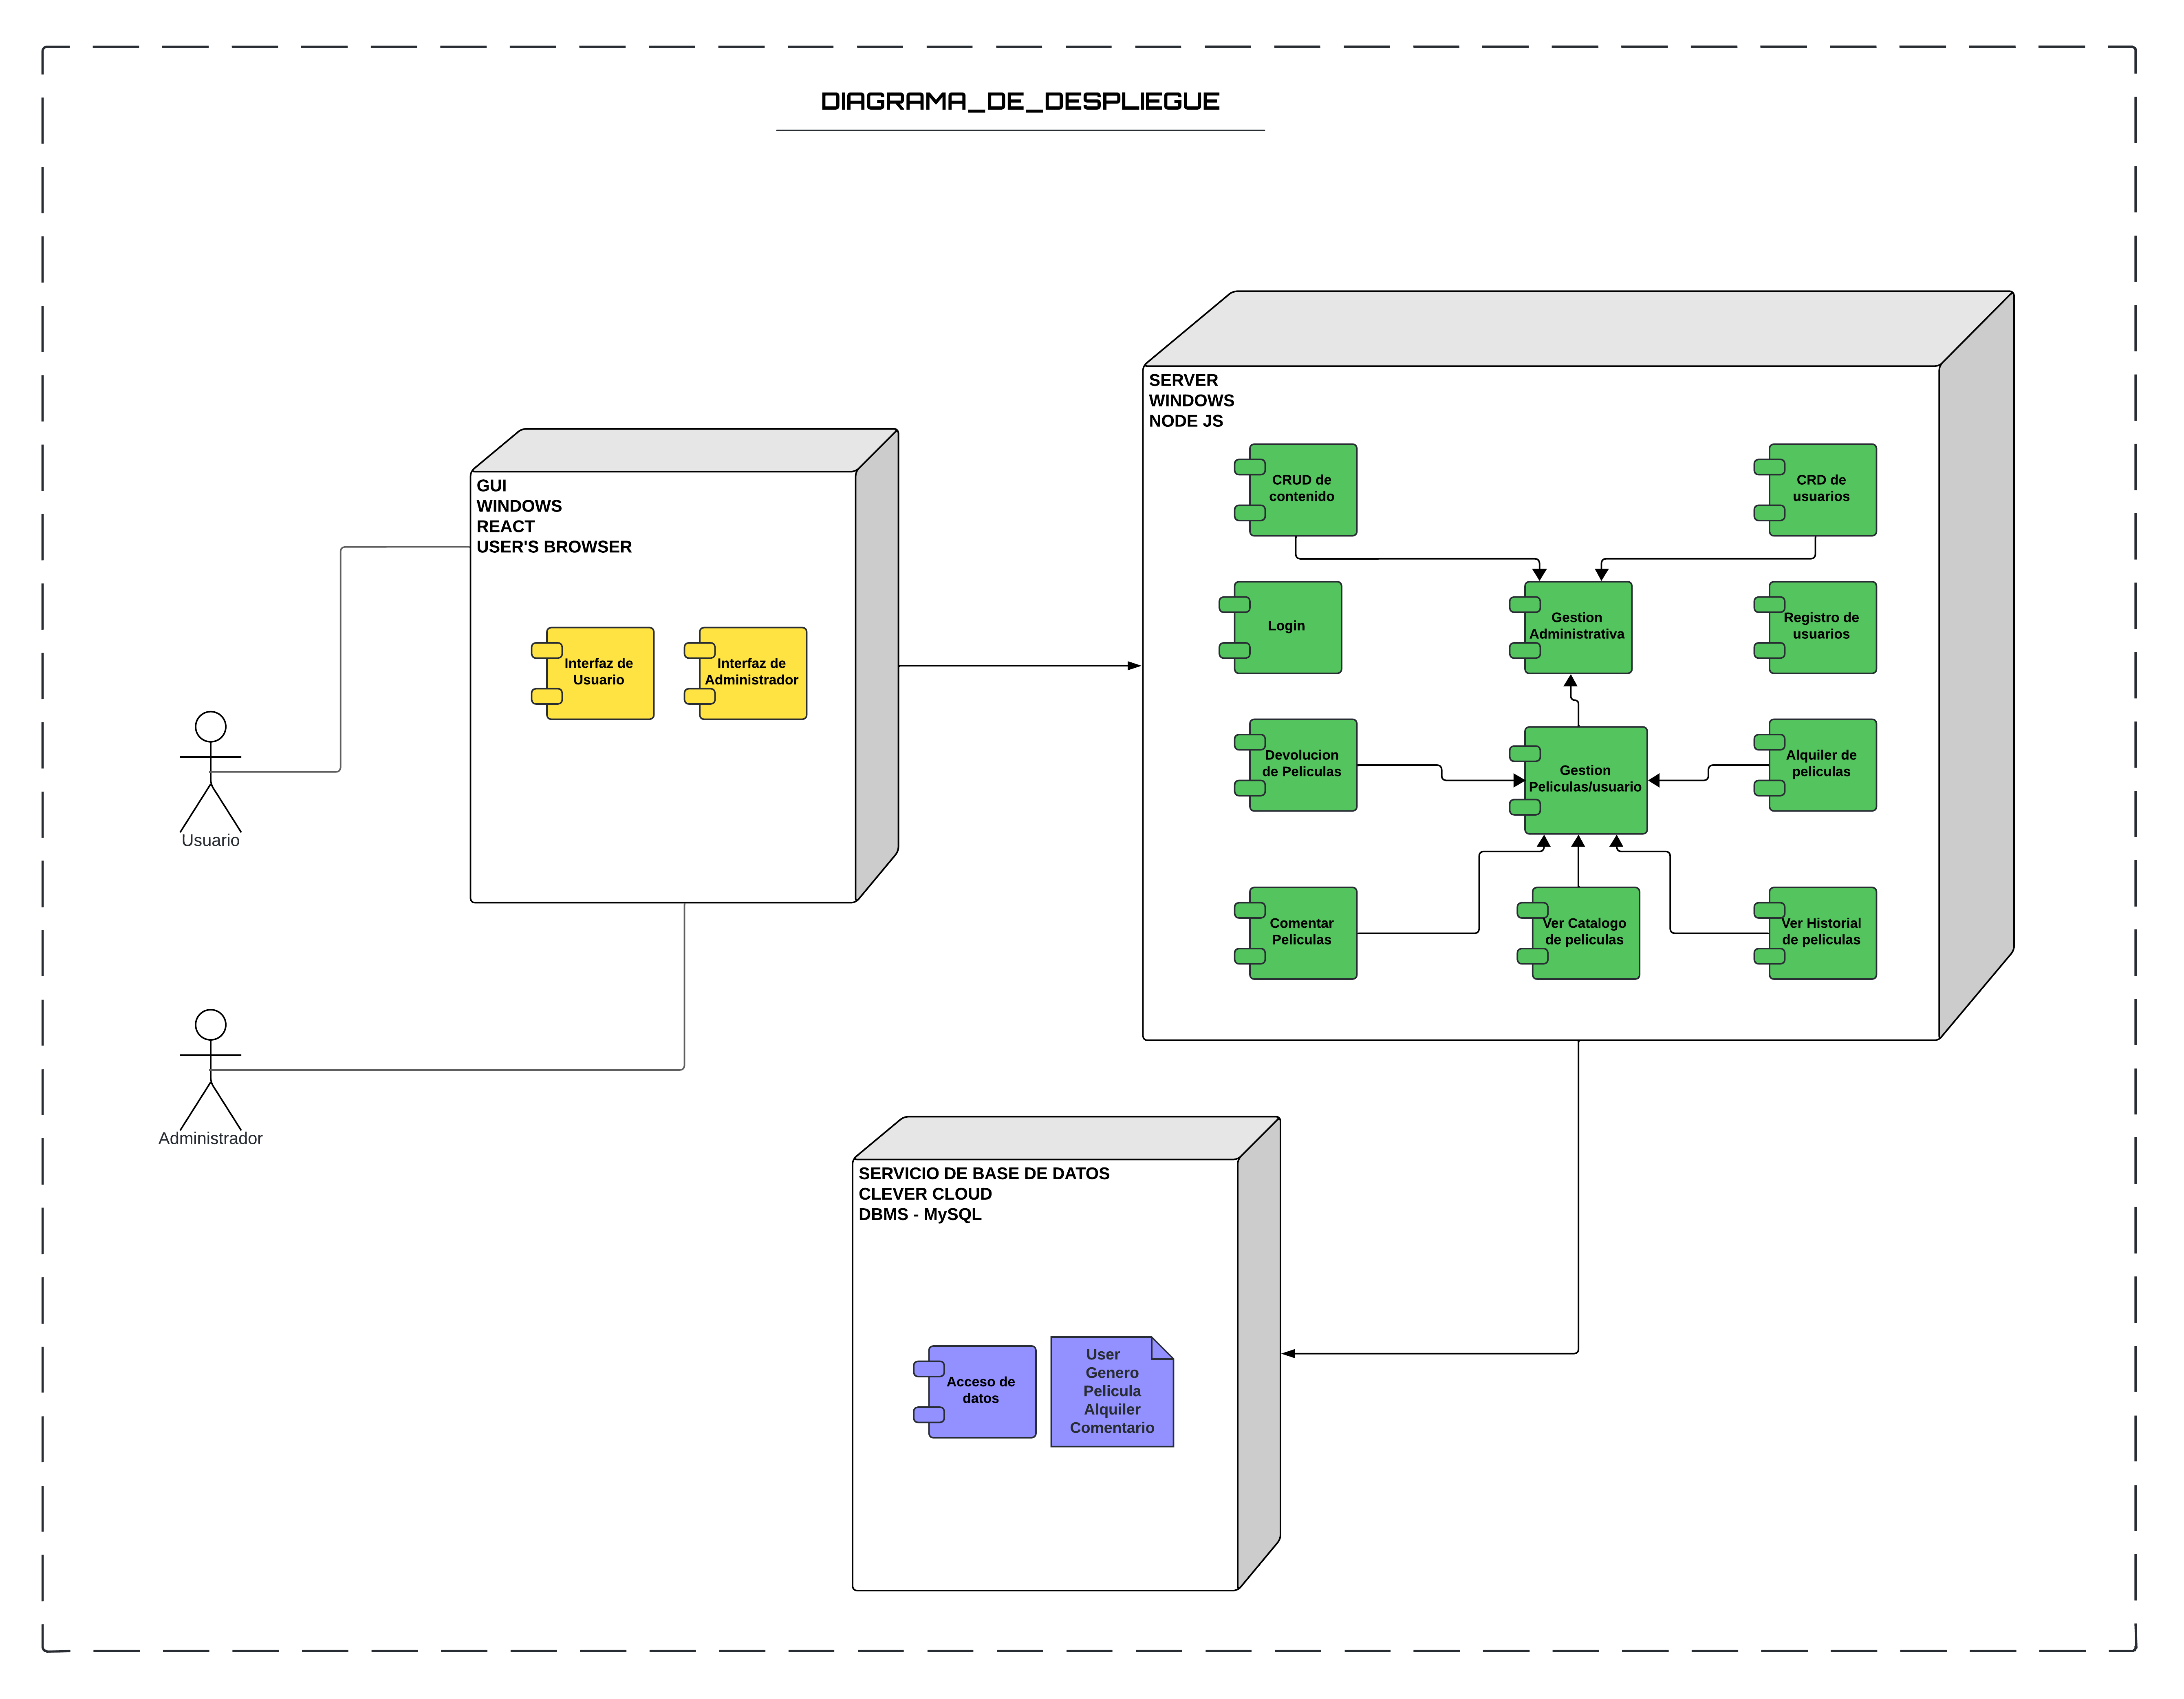 DIAGRAMA_DE_DESPLIEGUE
SERVER
WINDOWS
NODE JS
CRUD de
contenido
CRD de
usuarios
GUI
WINDOWS
REACT
USER'S BROWSER
Login
Gestion
Administrativa
Registro de
usuarios
Interfaz de
Usuario
Interfaz de
Administrador
Devolucion
de Peliculas
Gestion
Peliculas/usuario
Alquiler de
peliculas
Usuario
Comentar
Peliculas
Ver Catalogo
de peliculas
Ver Historial
de peliculas
Administrador
SERVICIO DE BASE DE DATOS
CLEVER CLOUD
DBMS - MySQL
Acceso de
datos
User
Genero
Pelicula
Alquiler
Comentario